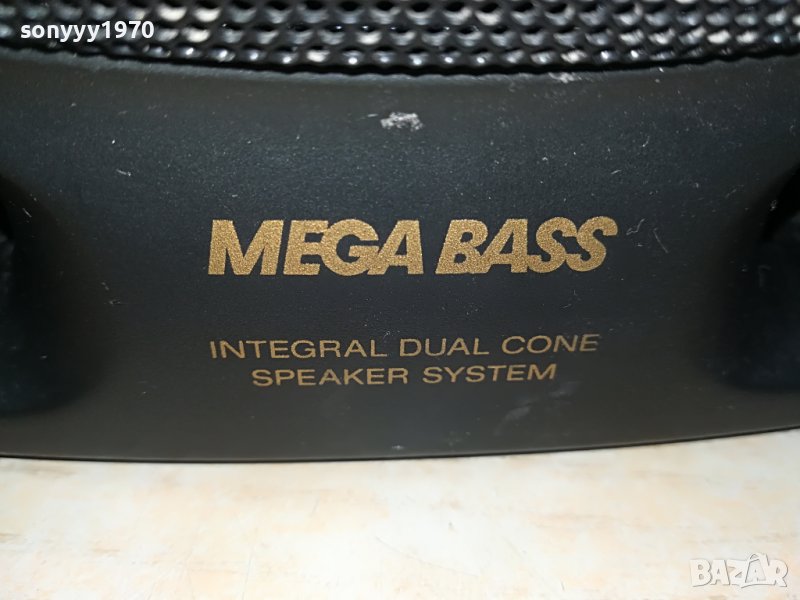 sonyyy1970
MEGA BASS
INTEGRAL DUAL CONE
SPEAKER SYSTEM
BAZAR